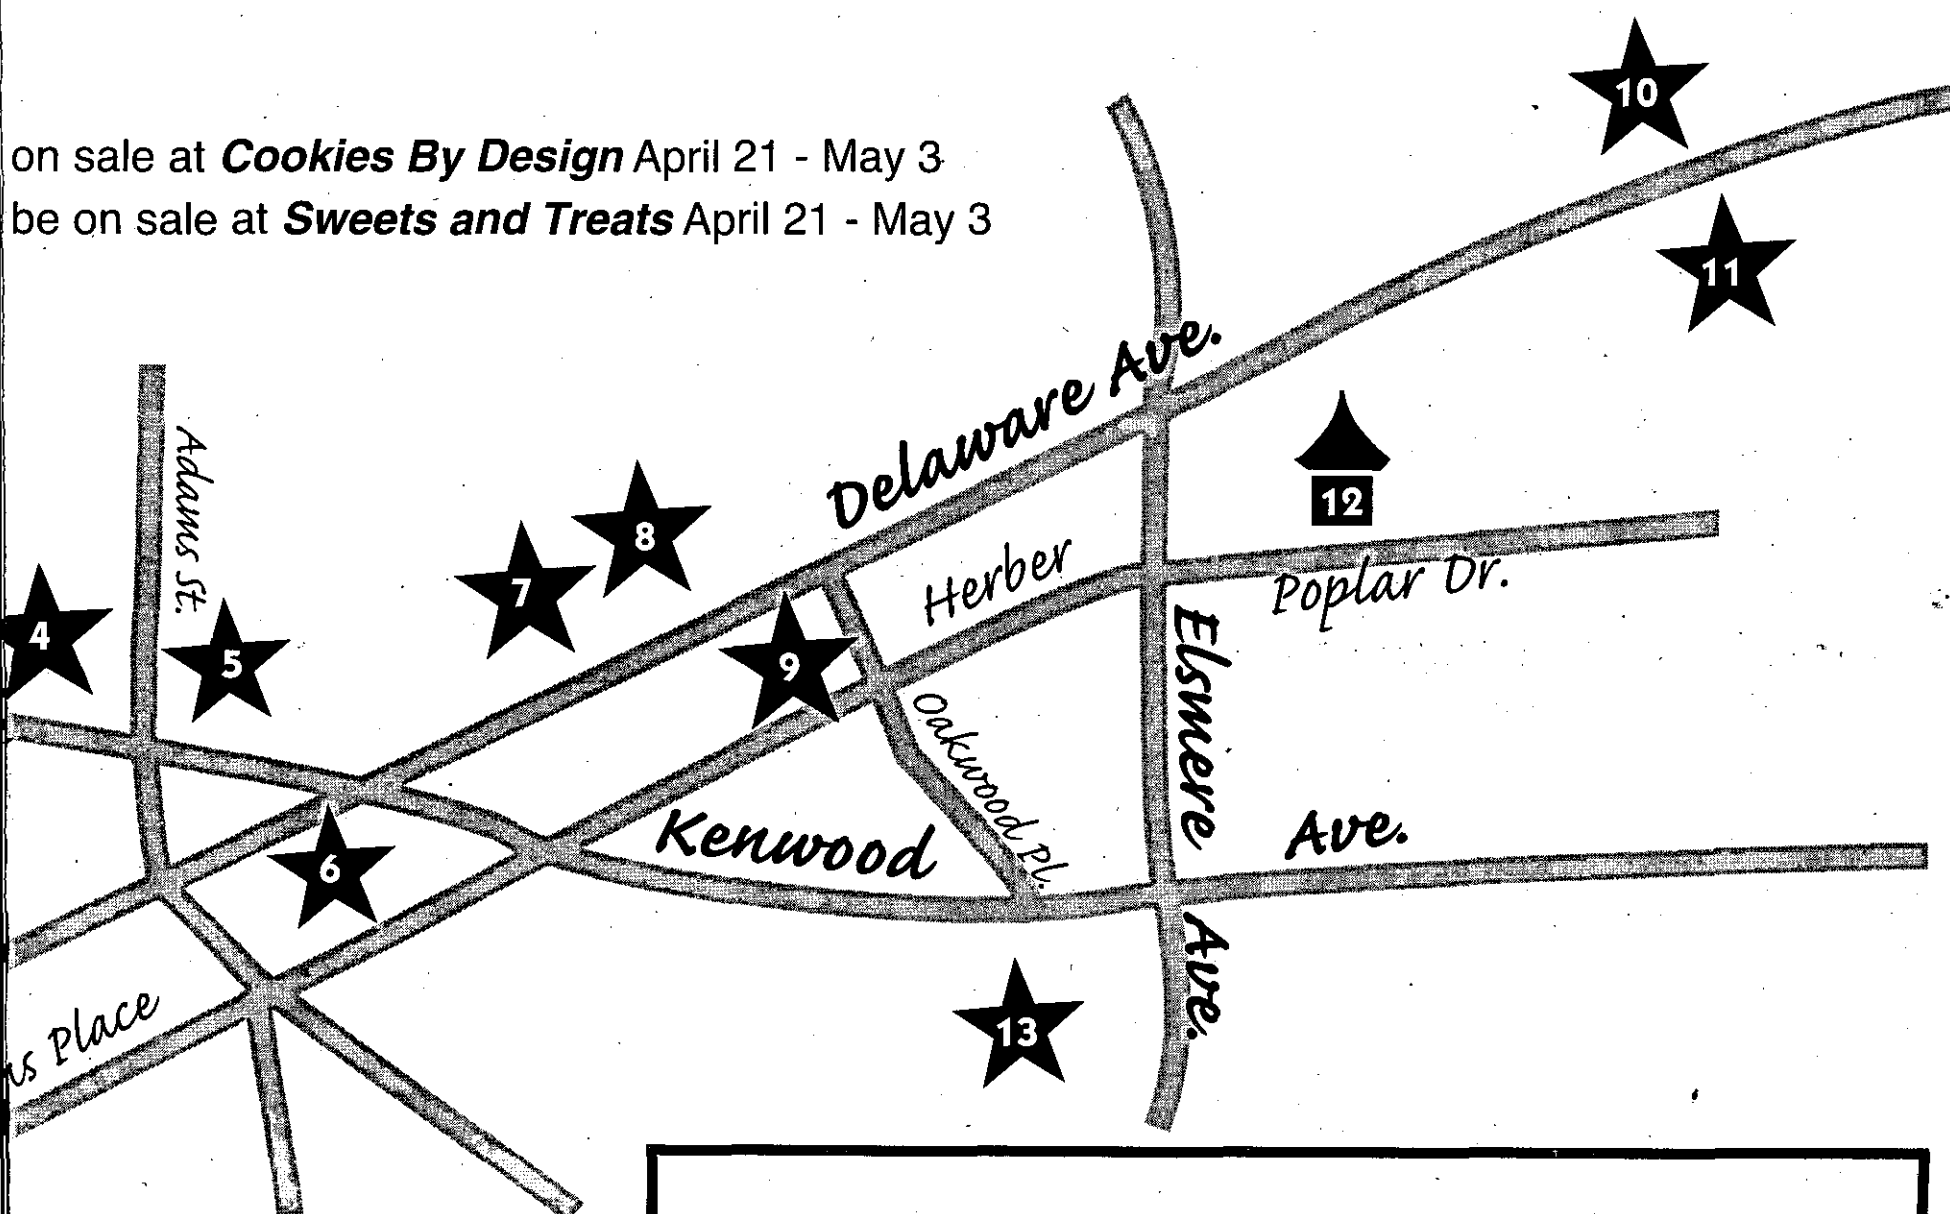 on sale at Cookies By Design April 21 - May 3
be on sale at Sweets and Treats April 21 - May 3
10
11
Delaware Ave.
12
Adams St.
8
7
Herber
Poplar Dr.
4
5
9
Elsmere
Ave.
Oakwood Pl.
Kenwood
Ave.
6
is Place
13